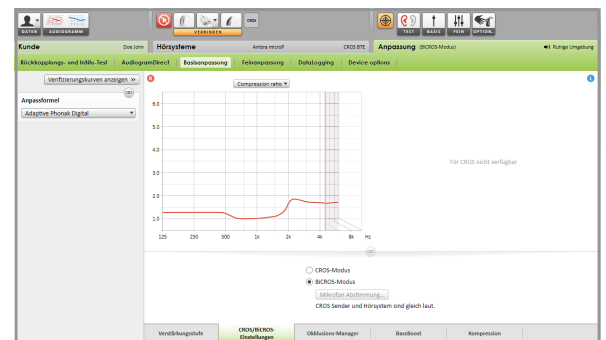 DATEN AUDIOGRAMM
CROS
VERBINDEN
TEST BASIS FEIN OPTION..
Kunde Doe John Hörsysteme Ambra microP CROS BTE Anpassung (BiCROS-Modus) Ruhige Umgebung
Rückkopplungs- und InSitu-Test AudiogramDirect Basisanpassung Feinanpassung DataLogging Device options
Verifizierungskurven anzeigen >>
Anpassformel
Adaptive Phonak Digital
R
L
Compression ratio
6.0
5.0
4.0
3.0
2.0
1.0
125 250 500 1k 2k 4k 8k Hz
Für CROS nicht verfügbar
CROS-Modus
BiCROS-Modus
Mikrofon Abstimmung...
CROS Sender und Hörsystem sind gleich laut.
Verstärkungsstufe CROS/BiCROS-Einstellungen Okklusions-Manager BassBoost Kompression